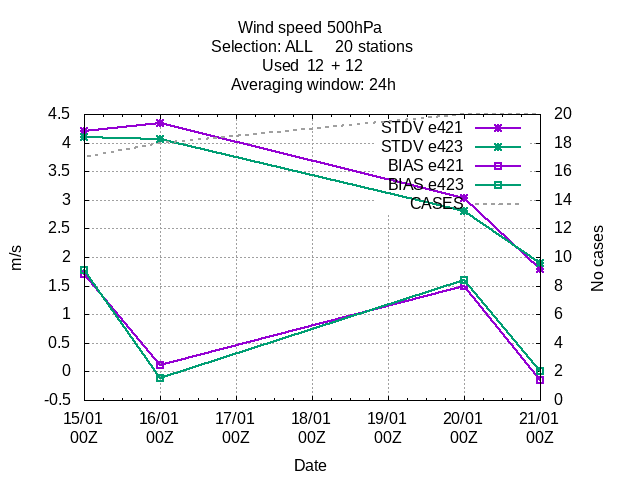 Wind speed 500hPa
Selection: ALL     20 stations
Used 12 + 12
Averaging window: 24h
4.5
4
3.5
3
2.5
2
1.5
1
0.5
0
-0.5
m/s
20
18
16
14
12
10
8
6
4
2
0
No cases
STDV e421
STDV e423
BIAS e421
BIAS e423
CASES
15/01 16/01 17/01 18/01 19/01 20/01 21/01
00Z 00Z 00Z 00Z 00Z 00Z 00Z
Date